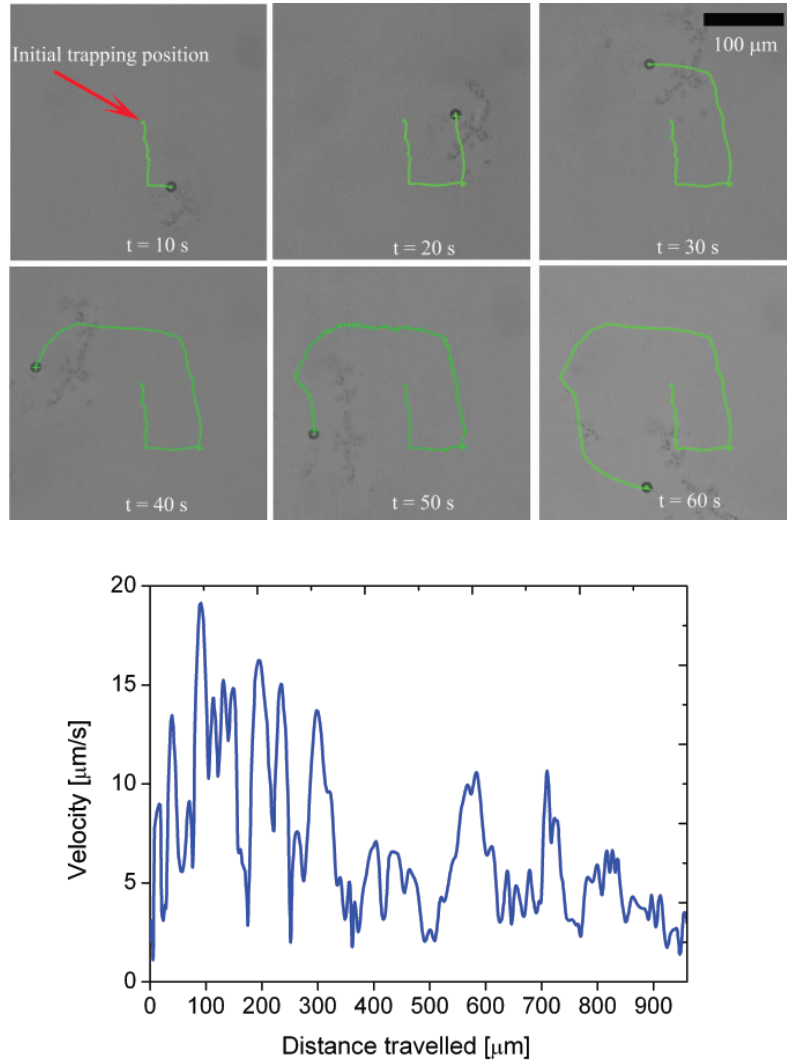 Initial trapping position
100 μm
t = 10 s
t = 20 s
t = 30 s
t = 40 s
t = 50 s
t = 60 s
20
15
10
5
0
Velocity [μm/s]
0 100 200 300 400 500 600 700 800 900
Distance travelled [μm]